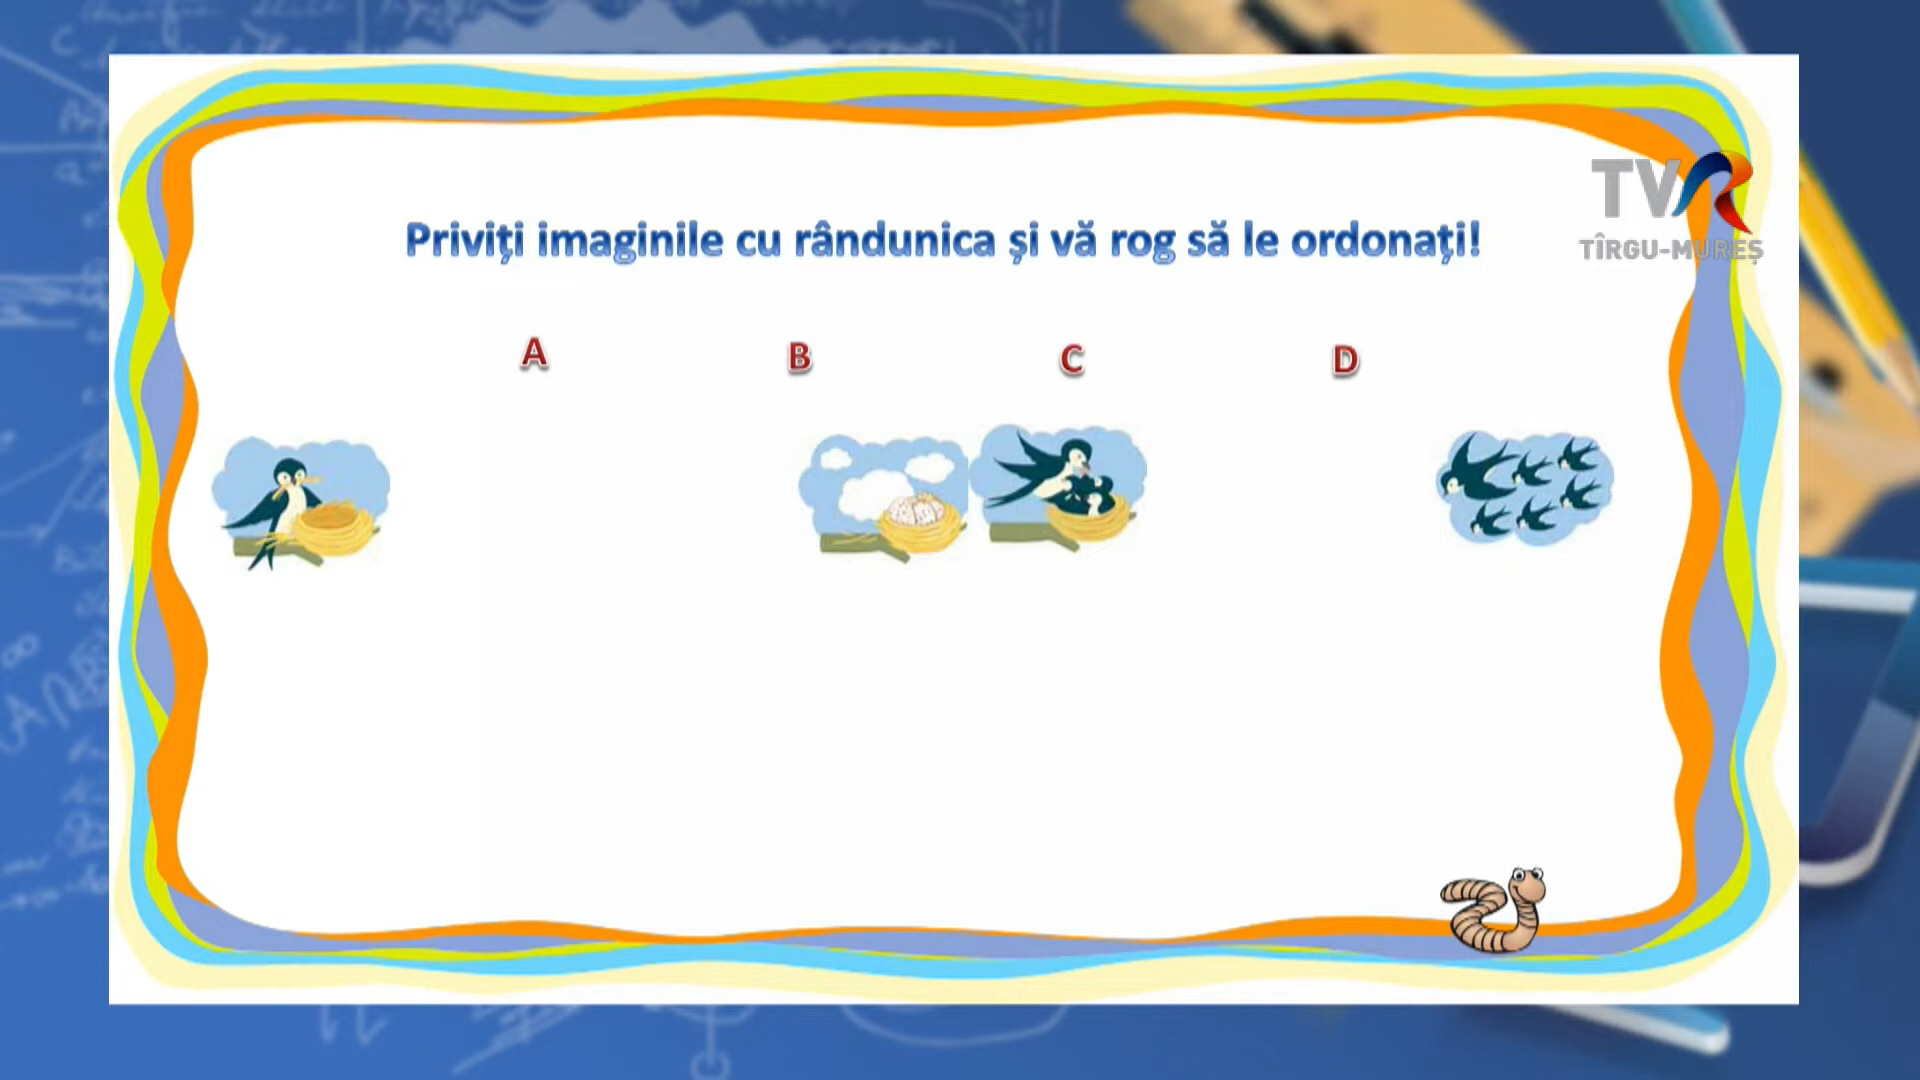 TVR
TÎRGU-MUREȘ
Priviți imaginile cu rândunica și vă rog să le ordonați!
A B C D